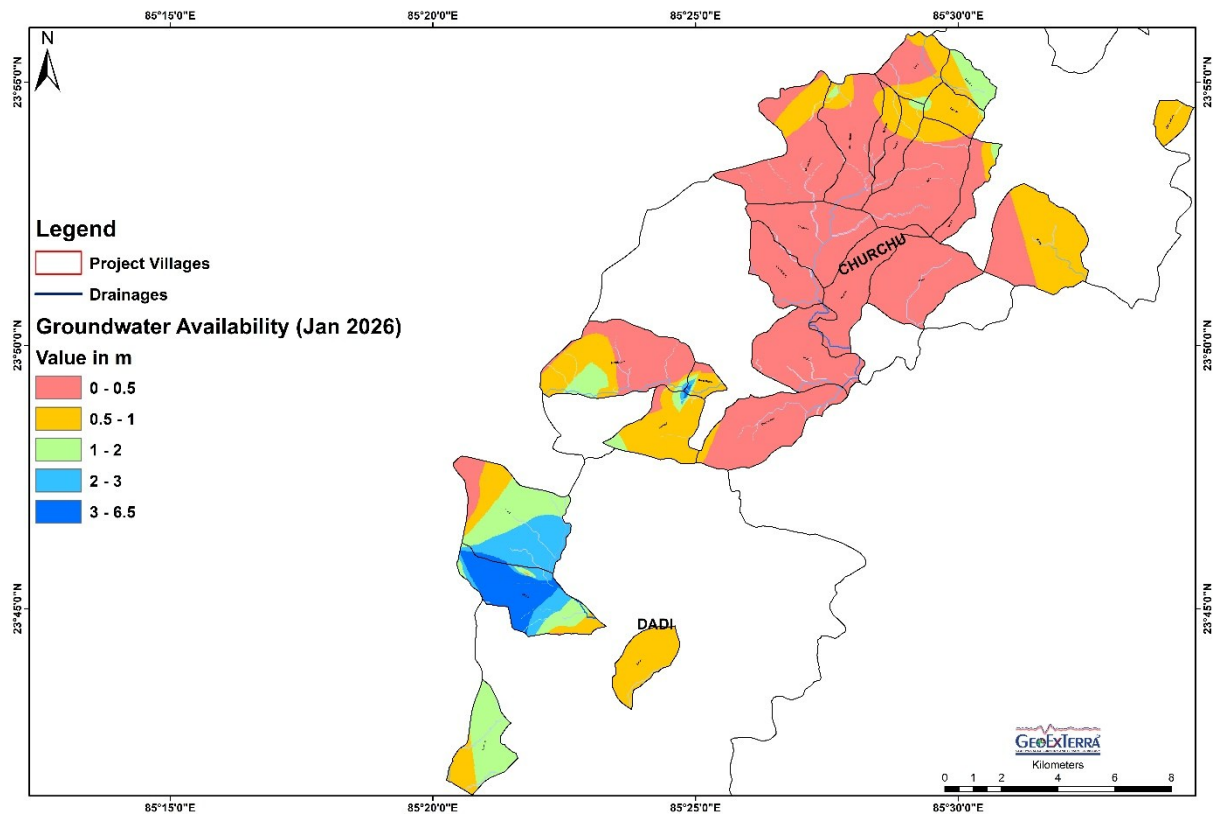 85°15'0"E 85°20'0"E 85°25'0"E 85°30'0"E
N
23°55'0"N 23°55'0"N
Legend
Project Villages
Drainages
CHURCHU
Groundwater Availability (Jan 2026)
Value in m
0 - 0.5
0.5 - 1
1 - 2
2 - 3
3 - 6.5
23°50'0"N 23°50'0"N
23°45'0"N 23°45'0"N
DADI
GEOEXTERRA
Kilometers
0 1 2 4 6 8
85°15'0"E 85°20'0"E 85°25'0"E 85°30'0"E